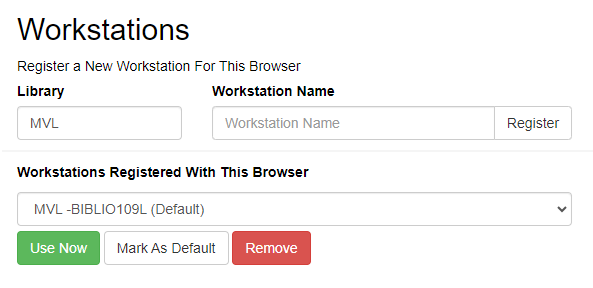 Workstations
Register a New Workstation For This Browser
Library Workstation Name
MVL Workstation Name Register
Workstations Registered With This Browser
MVL -BIBLIO109L (Default)
Use Now Mark As Default Remove